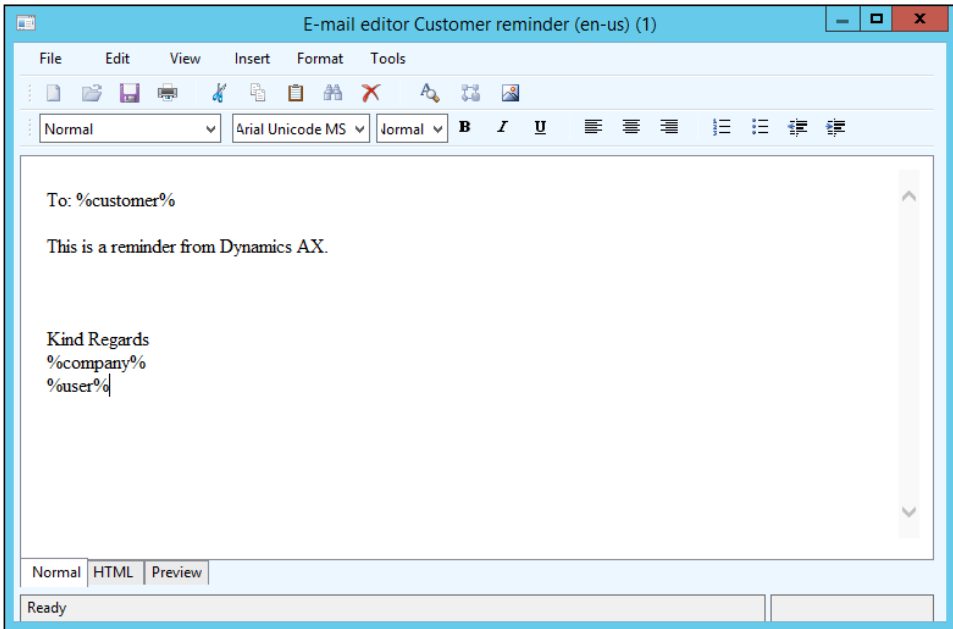 E-mail editor Customer reminder (en-us) (1)
File Edit View Insert Format Tools
Normal Arial Unicode MS Normal B I U
To: %customer%
This is a reminder from Dynamics AX.
Kind Regards
%company%
%user%
Normal HTML Preview
Ready